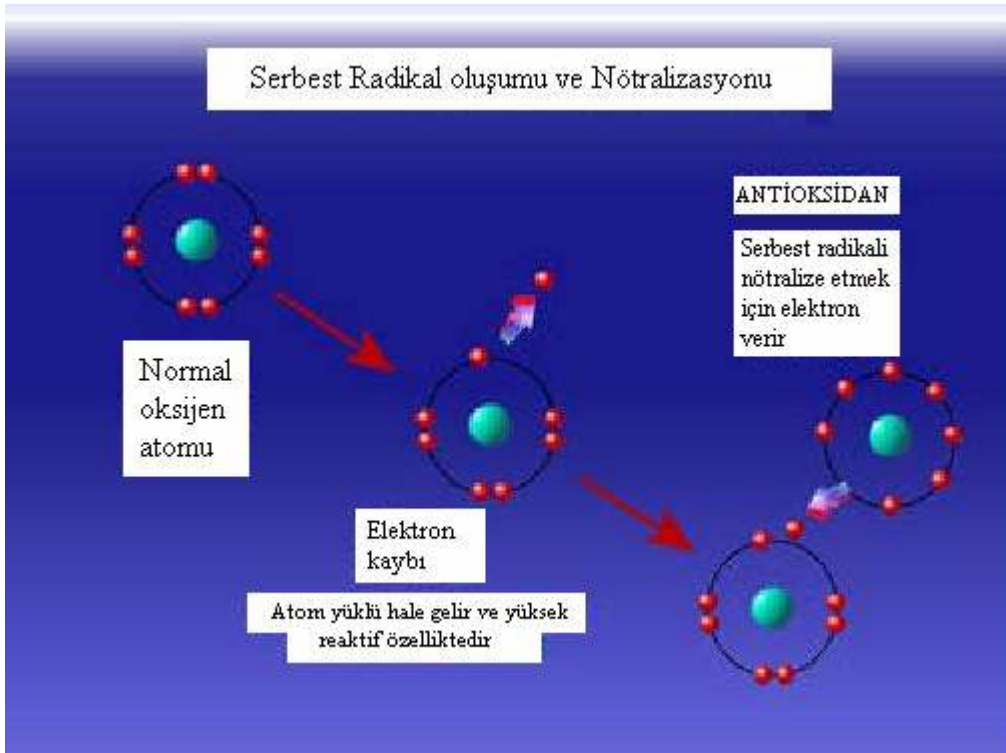 Serbest Radikal oluşumu ve Nötralizasyonu
ANTİOKSİDAN
Serbest radikali
nötralize etmek
için elektron
verir
Normal
oksijen
atomu
Elektron
kaybı
Atom yüklü hale gelir ve yüksek
reaktif özelliktedir